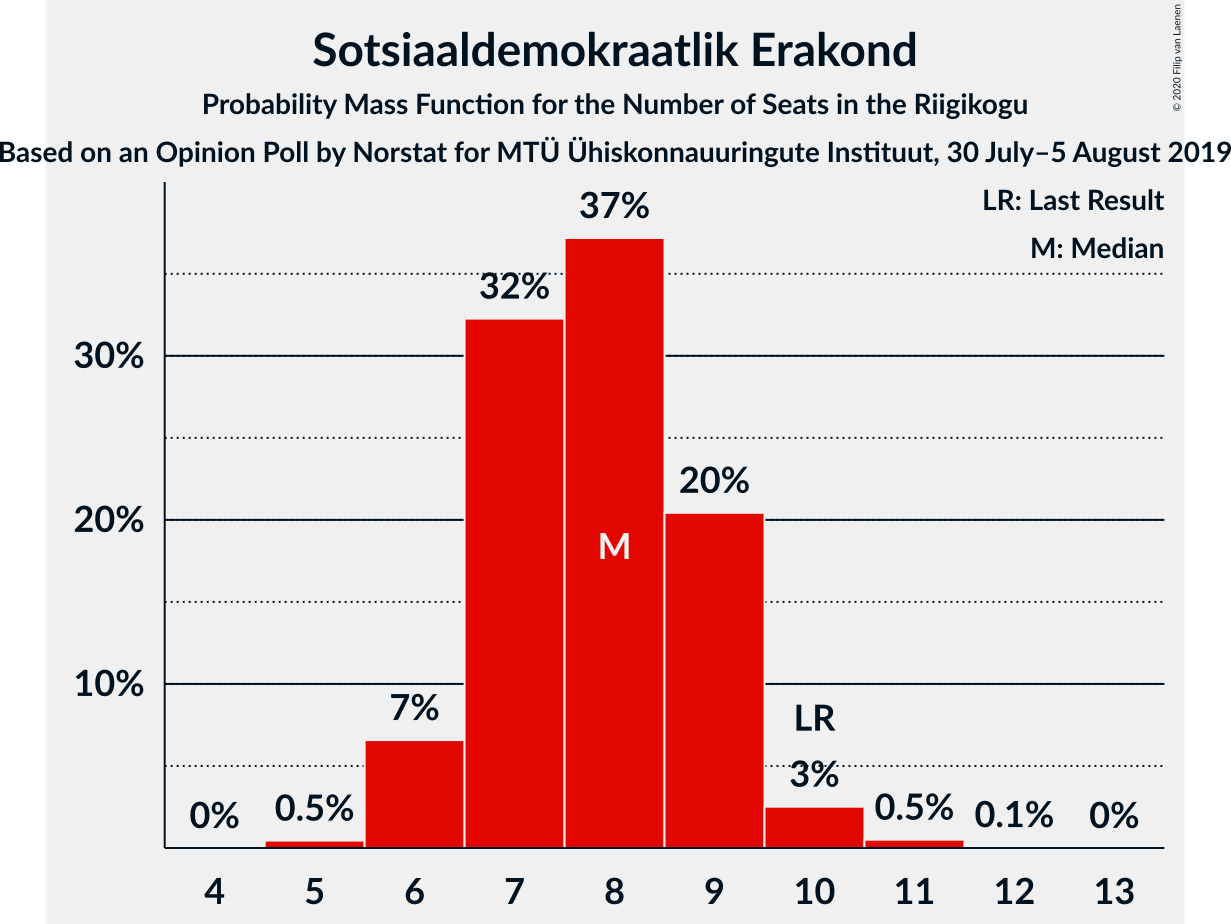 Sotsiaaldemokraatlik Erakond
Probability Mass Function for the Number of Seats in the Riigikogu
Based on an Opinion Poll by Norstat for MTÜ Ühiskonnauuringute Instituut, 30 July–5 August 2019
© 2020 Filip van Laenen
LR: Last Result
M: Median
37%
32%
30%
20%
20%
M
10%
7%
LR
3%
0%
0.5%
0.5%
0.1%
0%
4 5 6 7 8 9 10 11 12 13